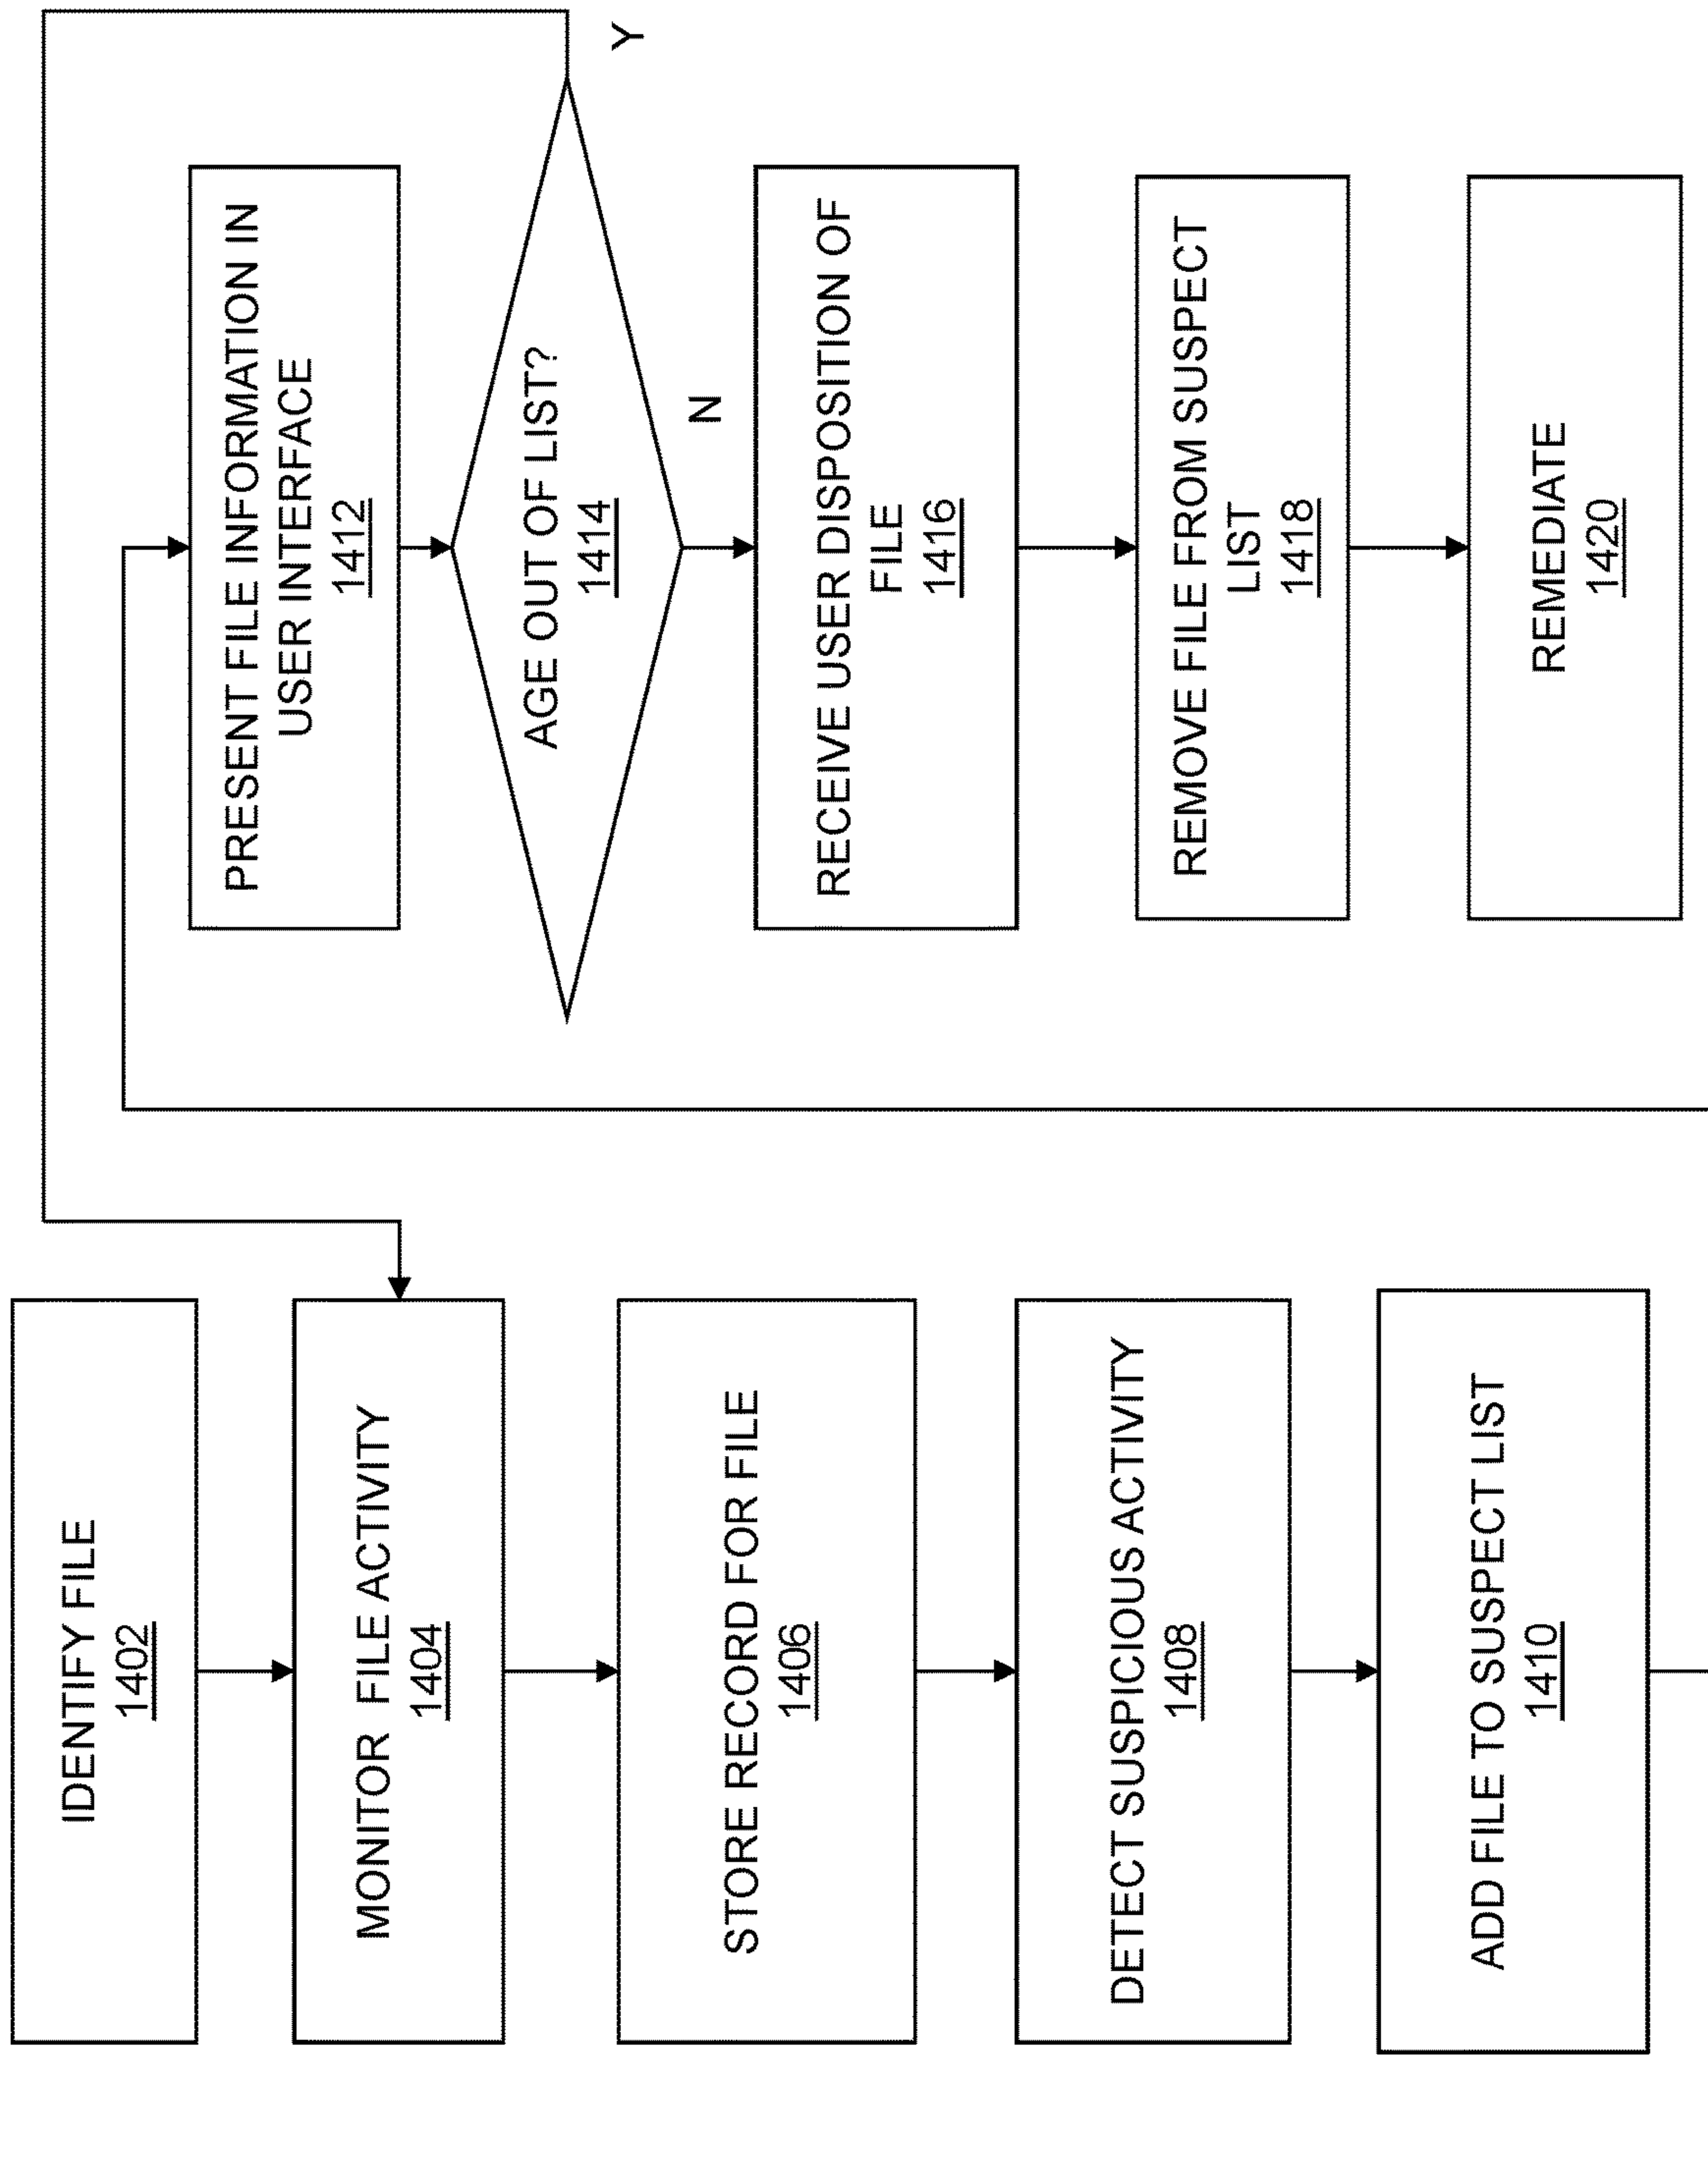 IDENTIFY FILE
1402
MONITOR FILE ACTIVITY
1404
STORE RECORD FOR FILE
1406
DETECT SUSPICIOUS ACTIVITY
1408
ADD FILE TO SUSPECT LIST
1410
PRESENT FILE INFORMATION IN
USER INTERFACE
1412
AGE OUT OF LIST?
1414
Y
N
RECEIVE USER DISPOSITION OF
FILE
1416
REMOVE FILE FROM SUSPECT
LIST
1418
REMEDIATE
1420